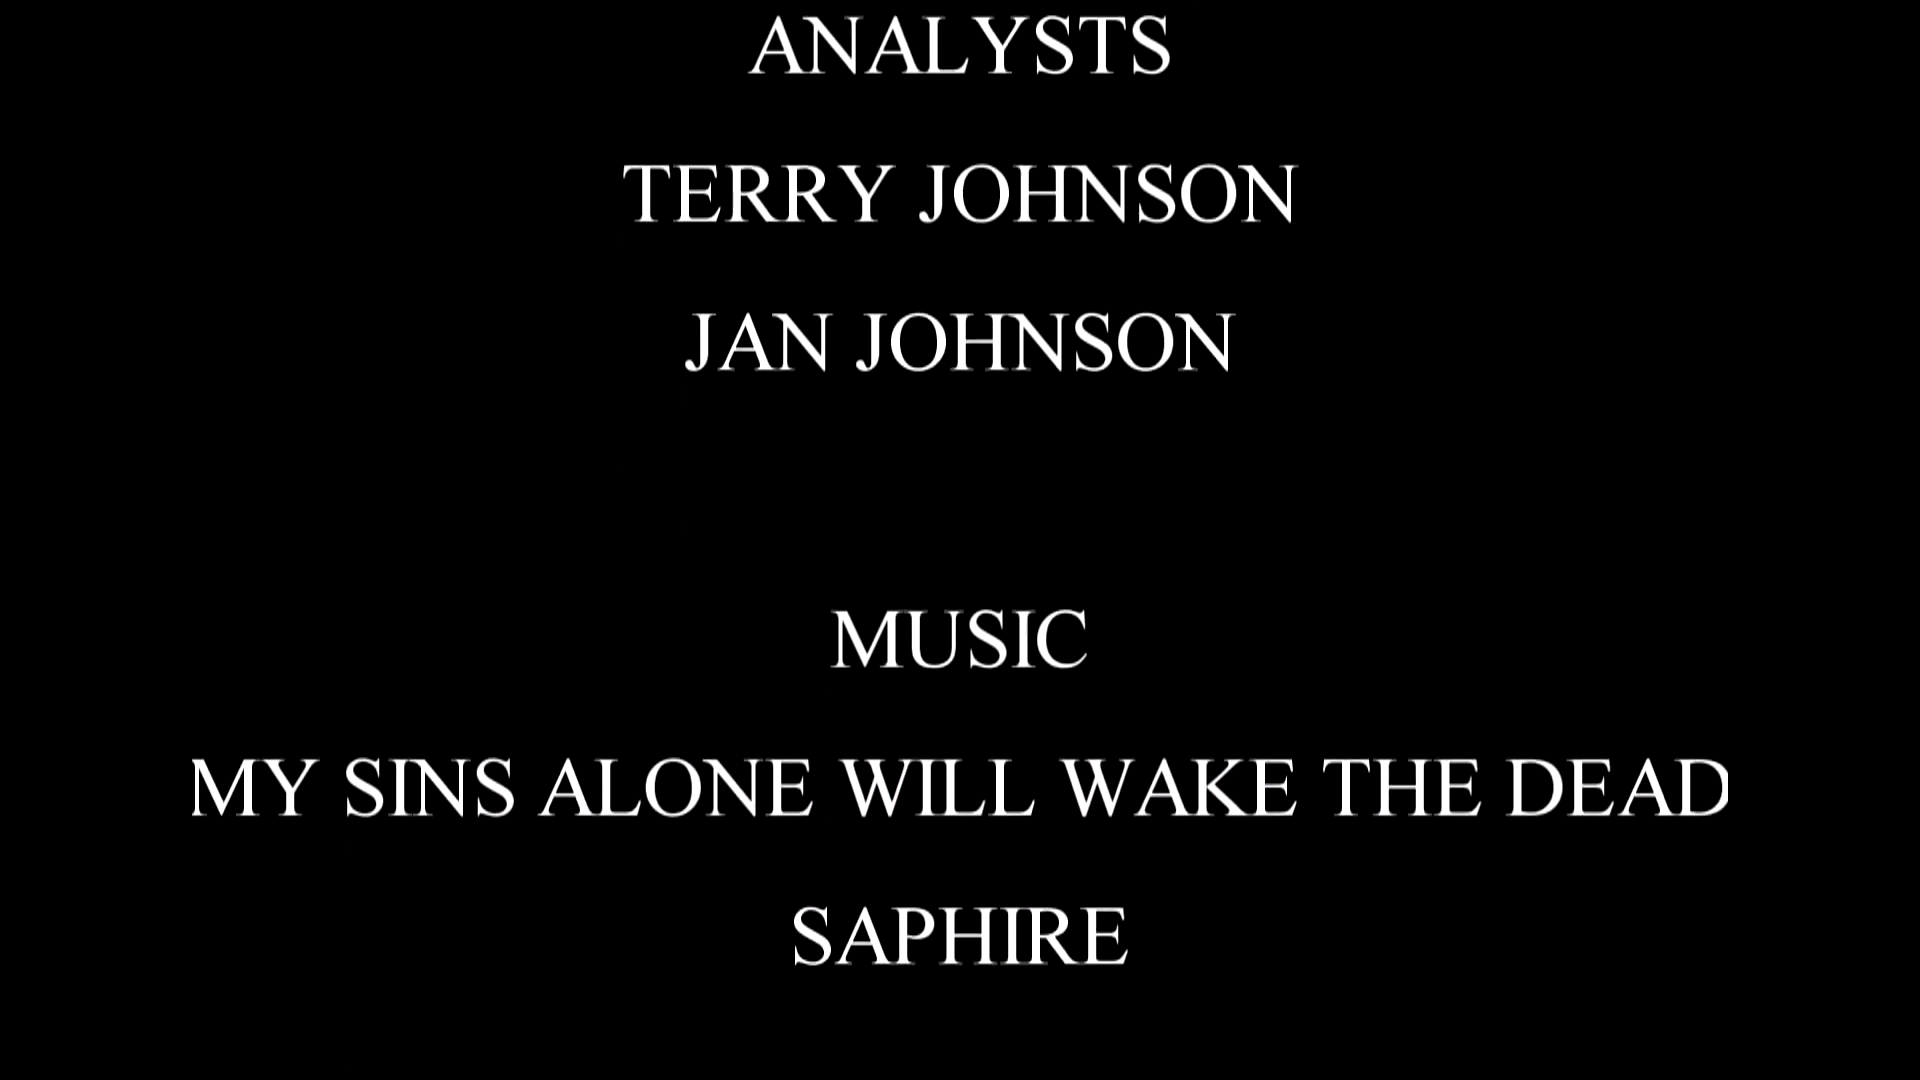 ANALYSTS
TERRY JOHNSON
JAN JOHNSON
MUSIC
MY SINS ALONE WILL WAKE THE DEAD
SAPHIRE